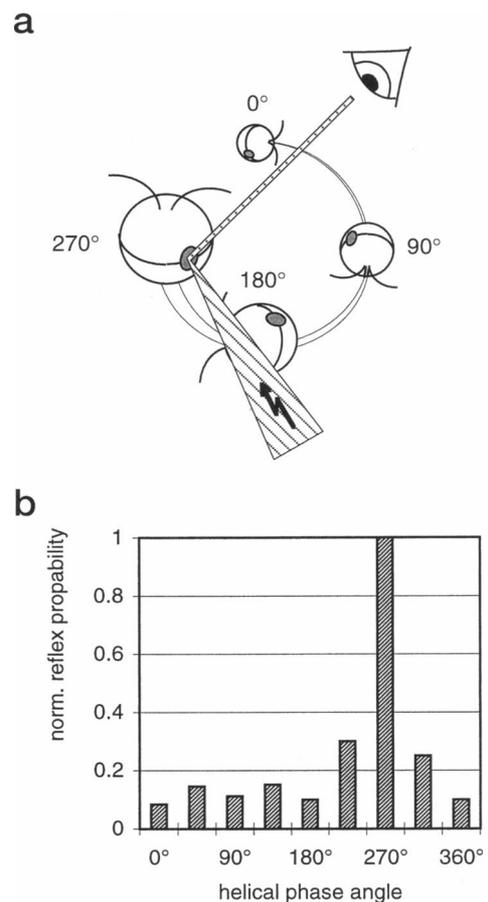 a
0°
270°
90°
180°
b
norm. reflex propability
1
0.8
0.6
0.4
0.2
0
0° 90° 180° 270° 360°
helical phase angle